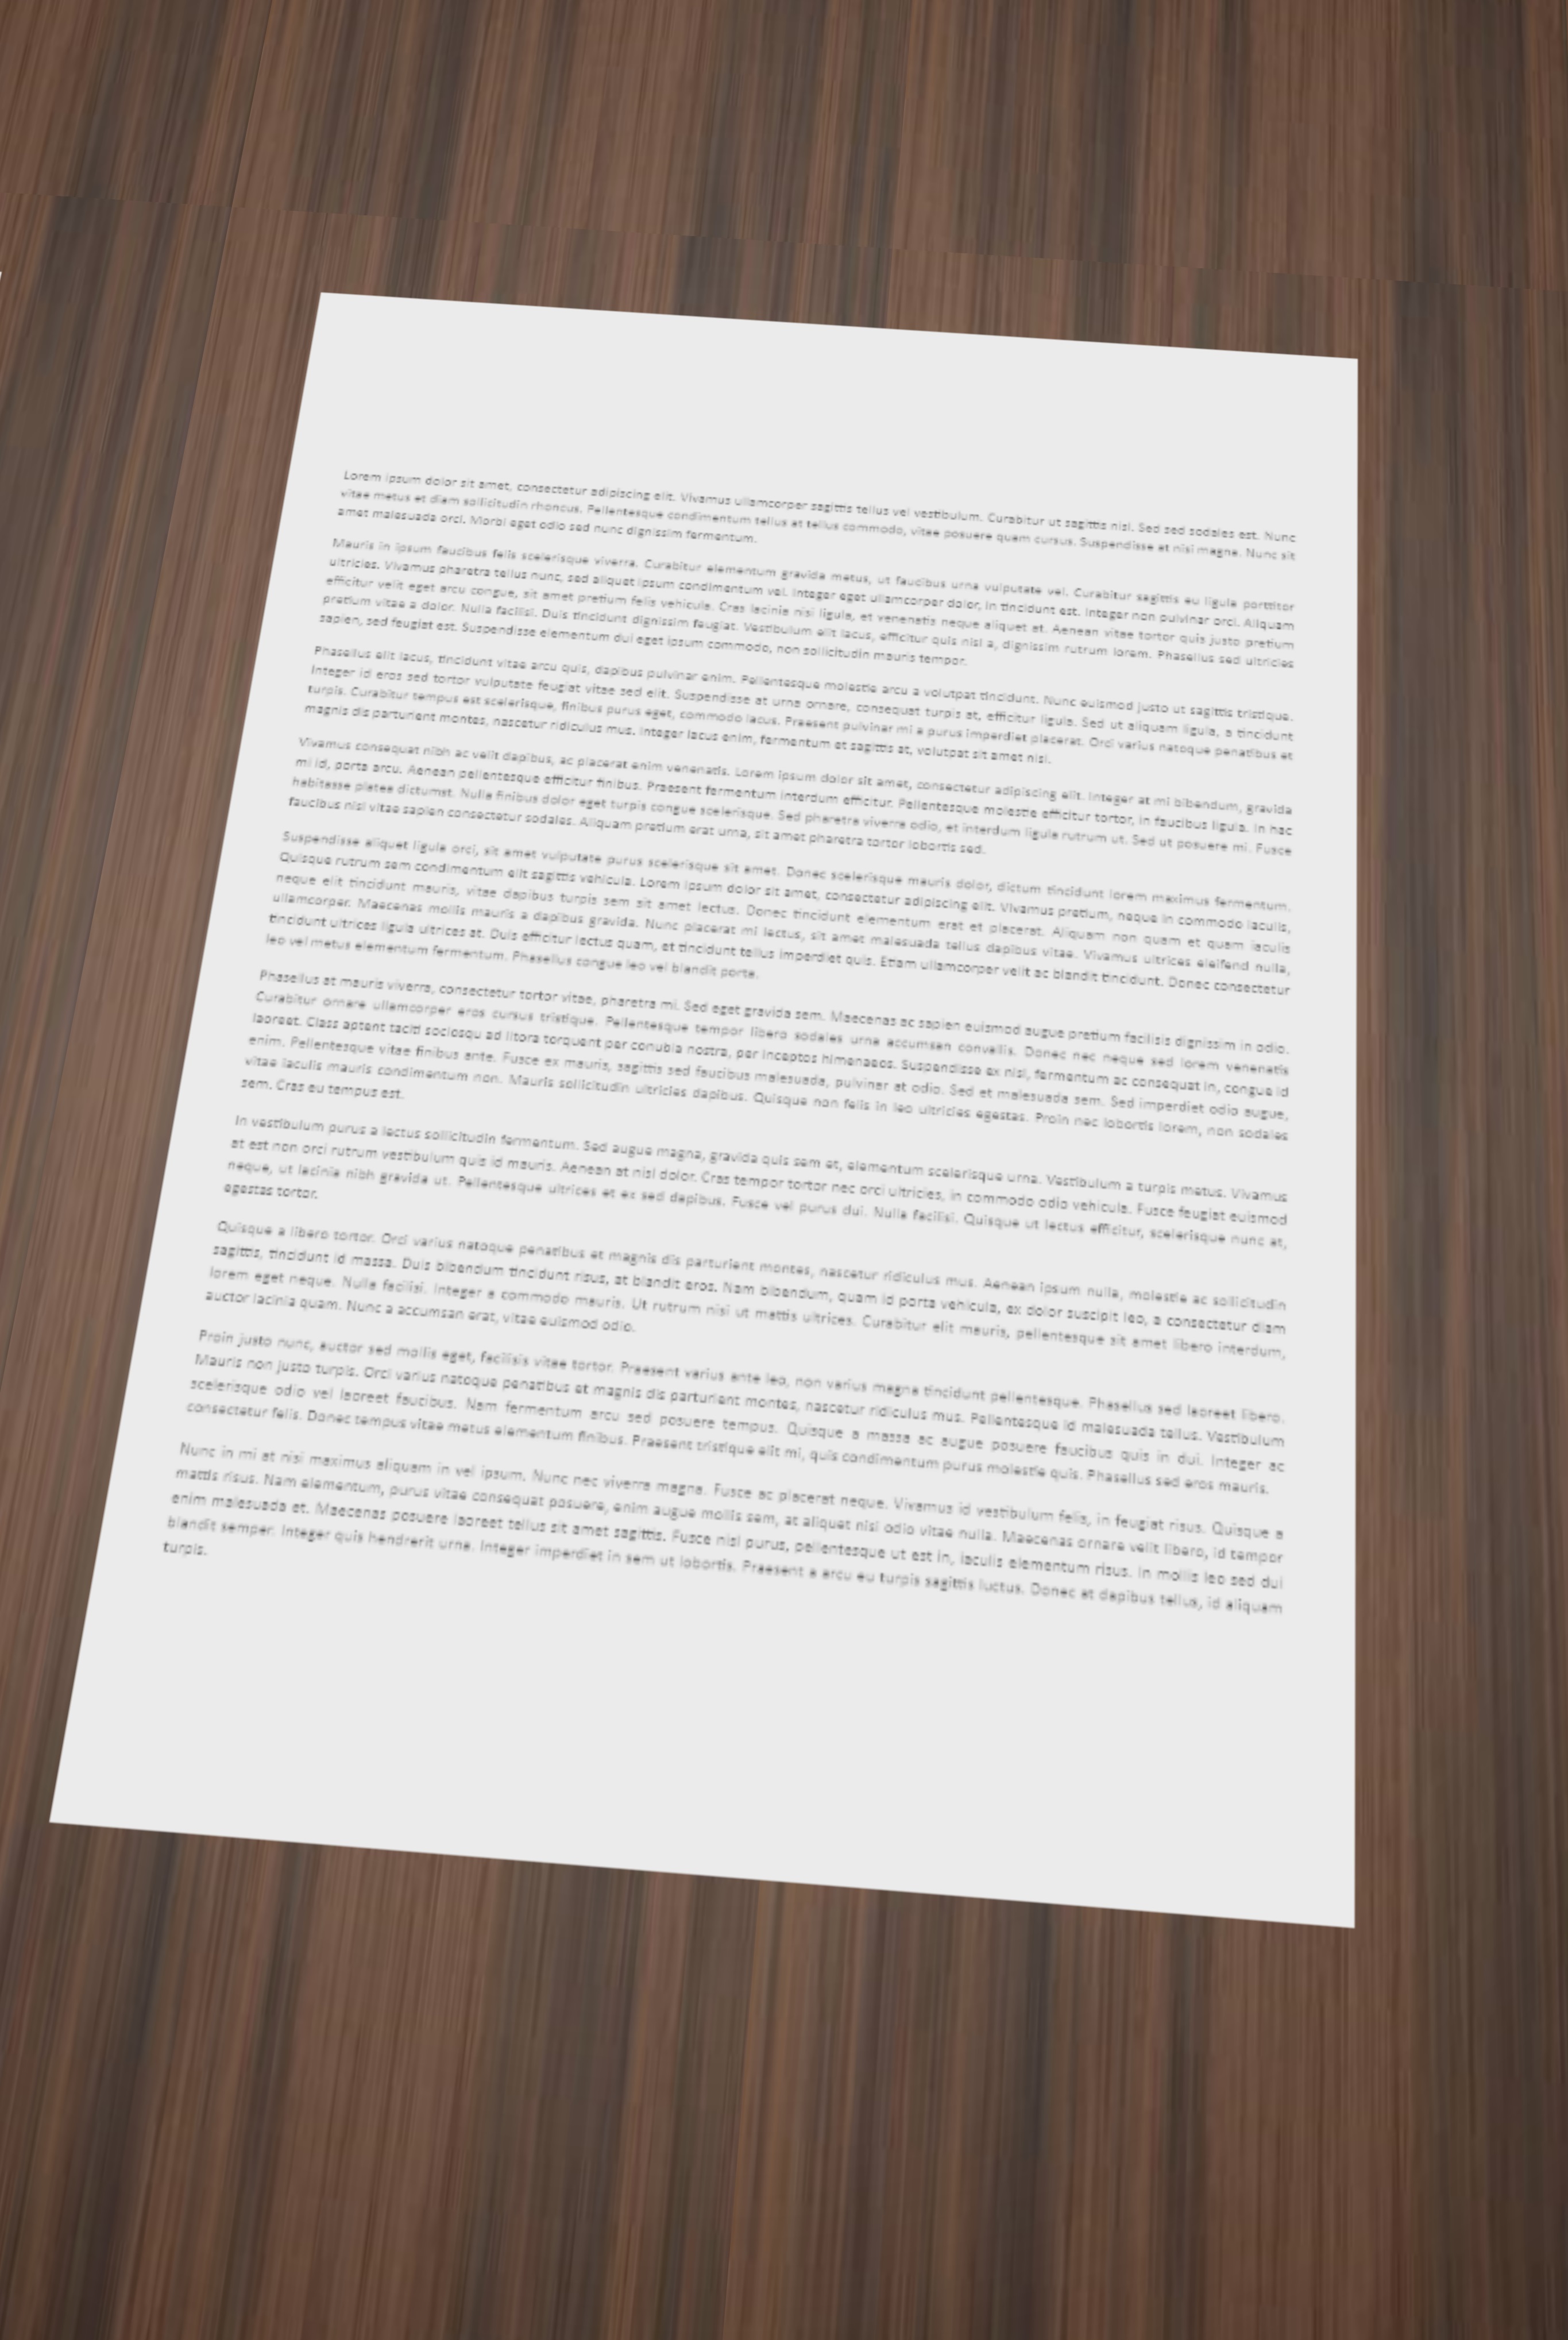 Lorem ipsum dolor sit amet, consectetur adipiscing elit. Vivamus ullamcorper sagittis tellus vel vestibulum. Curabitur ut sagittis nisl. Sed sed sodales est. Nunc
vitae metus et diam sollicitudin rhoncus. Pellentesque condimentum tellus at tellus commodo, vitae posuere quam cursus. Suspendisse at nisi magna. Nunc sit
amet malesuada orci. Morbi eget odio sed nunc dignissim fermentum.
Mauris in ipsum faucibus felis scelerisque viverra. Curabitur elementum gravida metus, ut faucibus urna vulputate vel. Curabitur sagittis eu ligula porttitor
ultricies. Vivamus pharetra tellus nunc, sed aliquet ipsum condimentum vel. Integer eget ullamcorper dolor, in tincidunt est. Integer non pulvinar orci. Aliquam
efficitur velit eget arcu congue, sit amet pretium felis vehicula. Cras lacinia nisi ligula, et venenatis neque aliquet at. Aenean vitae tortor quis justo pretium
pretium vitae a dolor. Nulla facilisi. Duis tincidunt dignissim feugiat. Vestibulum elit lacus, efficitur quis nisl a, dignissim rutrum lorem. Phasellus sed ultricies
sapien, sed feugiat est. Suspendisse elementum dui eget ipsum commodo, non sollicitudin mauris tempor.
Phasellus elit lacus, tincidunt vitae arcu quis, dapibus pulvinar enim. Pellentesque molestie arcu a volutpat tincidunt. Nunc euismod justo ut sagittis tristique.
Integer id eros sed tortor vulputate feugiat vitae sed elit. Suspendisse at urna ornare, consequat turpis at, efficitur ligula. Sed ut aliquam ligula, a tincidunt
turpis. Curabitur tempus est scelerisque, finibus purus eget, commodo lacus. Praesent pulvinar mi a purus imperdiet placerat. Orci varius natoque penatibus et
magnis dis parturient montes, nascetur ridiculus mus. Integer lacus enim, fermentum et sagittis at, volutpat sit amet nisi.
Vivamus consequat nibh ac velit dapibus, ac placerat enim venenatis. Lorem ipsum dolor sit amet, consectetur adipiscing elit. Integer at mi bibendum, gravida
mi id, porta arcu. Aenean pellentesque efficitur finibus. Praesent fermentum interdum efficitur. Pellentesque molestie efficitur tortor, in faucibus ligula. In hac
habitasse platea dictumst. Nulla finibus dolor eget turpis congue scelerisque. Sed pharetra viverra odio, et interdum ligula rutrum ut. Sed ut posuere mi. Fusce
faucibus nisi vitae sapien consectetur sodales. Aliquam pretium erat urna, sit amet pharetra tortor lobortis sed.
Suspendisse aliquet ligula orci, sit amet vulputate purus scelerisque sit amet. Donec scelerisque mauris dolor, dictum tincidunt lorem maximus fermentum.
Quisque rutrum sem condimentum elit sagittis vehicula. Lorem ipsum dolor sit amet, consectetur adipiscing elit. Vivamus pretium, neque in commodo iaculis,
neque elit tincidunt mauris, vitae dapibus turpis sem sit amet lectus. Donec tincidunt elementum erat et placerat. Aliquam non quam et quam iaculis
ullamcorper. Maecenas mollis mauris a dapibus gravida. Nunc placerat mi lectus, sit amet malesuada tellus dapibus vitae. Vivamus ultrices eleifend nulla,
tincidunt ultrices ligula ultrices at. Duis efficitur lectus quam, et tincidunt tellus imperdiet quis. Etiam ullamcorper velit ac blandit tincidunt. Donec consectetur
leo vel metus elementum fermentum. Phasellus congue leo vel blandit porta.
Phasellus at mauris viverra, consectetur tortor vitae, pharetra mi. Sed eget gravida sem. Maecenas ac sapien euismod augue pretium facilisis dignissim in odio.
Curabitur ornare ullamcorper eros cursus tristique. Pellentesque tempor libero sodales urna accumsan convallis. Donec nec neque sed lorem venenatis
laoreet. Class aptent taciti sociosqu ad litora torquent per conubia nostra, per inceptos himenaeos. Suspendisse ex nisl, fermentum ac consequat in, congue id
enim. Pellentesque vitae finibus ante. Fusce ex mauris, sagittis sed faucibus malesuada, pulvinar at odio. Sed et malesuada sem. Sed imperdiet odio augue,
vitae iaculis mauris condimentum non. Mauris sollicitudin ultricies dapibus. Quisque non felis in leo ultricies egestas. Proin nec lobortis lorem, non sodales
sem. Cras eu tempus est.
In vestibulum purus a lectus sollicitudin fermentum. Sed augue magna, gravida quis sem et, elementum scelerisque urna. Vestibulum a turpis metus. Vivamus
at est non orci rutrum vestibulum quis id mauris. Aenean at nisl dolor. Cras tempor tortor nec orci ultricies, in commodo odio vehicula. Fusce feugiat euismod
neque, ut lacinia nibh gravida ut. Pellentesque ultrices et ex sed dapibus. Fusce vel purus dui. Nulla facilisi. Quisque ut lectus efficitur, scelerisque nunc at,
egestas tortor.
Quisque a libero tortor. Orci varius natoque penatibus et magnis dis parturient montes, nascetur ridiculus mus. Aenean ipsum nulla, molestie ac sollicitudin
sagittis, tincidunt id massa. Duis bibendum tincidunt risus, at blandit eros. Nam bibendum, quam id porta vehicula, ex dolor suscipit leo, a consectetur diam
lorem eget neque. Nulla facilisi. Integer a commodo mauris. Ut rutrum nisi ut mattis ultrices. Curabitur elit mauris, pellentesque sit amet libero interdum,
auctor lacinia quam. Nunc a accumsan erat, vitae euismod odio.
Proin justo nunc, auctor sed mollis eget, facilisis vitae tortor. Praesent varius ante leo, non varius magna tincidunt pellentesque. Phasellus sed laoreet libero.
Mauris non justo turpis. Orci varius natoque penatibus et magnis dis parturient montes, nascetur ridiculus mus. Pellentesque id malesuada tellus. Vestibulum
scelerisque odio vel laoreet faucibus. Nam fermentum arcu sed posuere tempus. Quisque a massa ac augue posuere faucibus quis in dui. Integer ac
consectetur felis. Donec tempus vitae metus elementum finibus. Praesent tristique elit mi, quis condimentum purus molestie quis. Phasellus sed eros mauris.
Nunc in mi at nisi maximus aliquam in vel ipsum. Nunc nec viverra magna. Fusce ac placerat neque. Vivamus id vestibulum felis, in feugiat risus. Quisque a
mattis risus. Nam elementum, purus vitae consequat posuere, enim augue mollis sem, at aliquet nisi odio vitae nulla. Maecenas ornare velit libero, id tempor
enim malesuada et. Maecenas posuere laoreet tellus sit amet sagittis. Fusce nisl purus, pellentesque ut est in, iaculis elementum risus. In mollis leo sed dui
blandit semper. Integer quis hendrerit urna. Integer imperdiet in sem ut lobortis. Praesent a arcu eu turpis sagittis luctus. Donec at dapibus tellus, id aliquam
turpis.